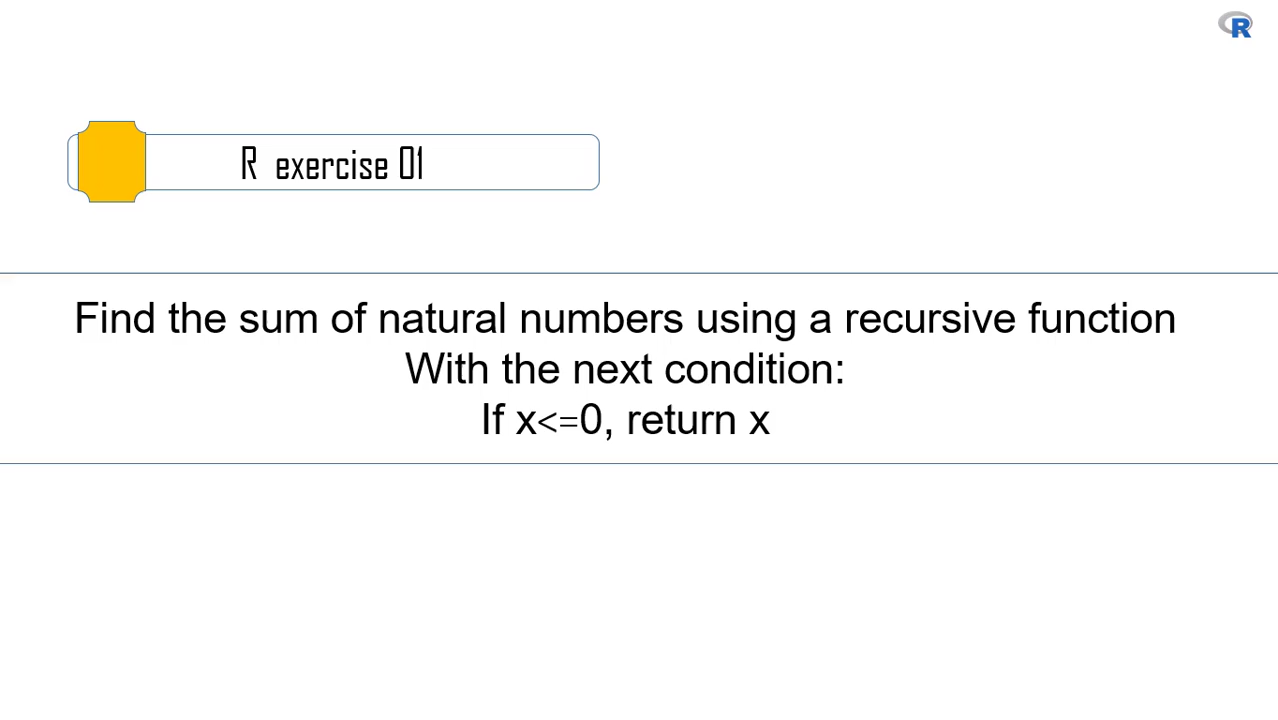 R
R exercise 01
Find the sum of natural numbers using a recursive function
With the next condition:
If x<=0, return x